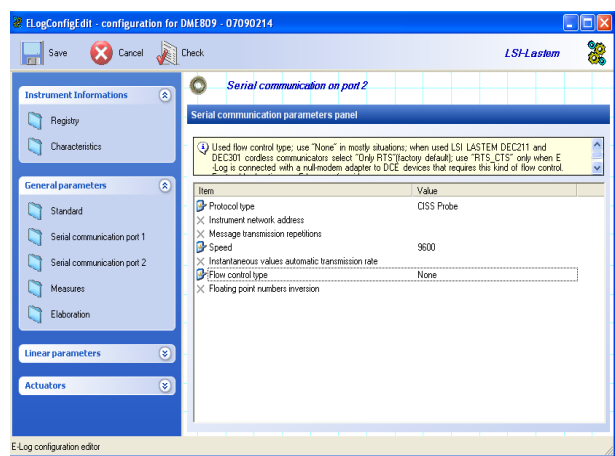 ELogConfigEdit - configuration for DME809 - 07090214
Save Cancel Check LSI-Lastem
Instrument Informations
Registry
Characteristics
General parameters
Standard
Serial communication port 1
Serial communication port 2
Measures
Elaboration
Linear parameters
Actuators
Serial communication on port 2
Serial communication parameters panel
Used flow control type; use "None" in mostly situations; when used LSI LASTEM DEC211 and
DEC301 cordless communicators select "Only RTS"(factory default); use "RTS_CTS" only when E
-Log is connected with a null-modem adapter to DCE devices that requires this kind of flow control.
Item Value
Protocol type CISS Probe
Instrument network address
Message transmission repetitions
Speed 9600
Instantaneous values automatic transmission rate
Flow control type None
Floating point numbers inversion
E-Log configuration editor